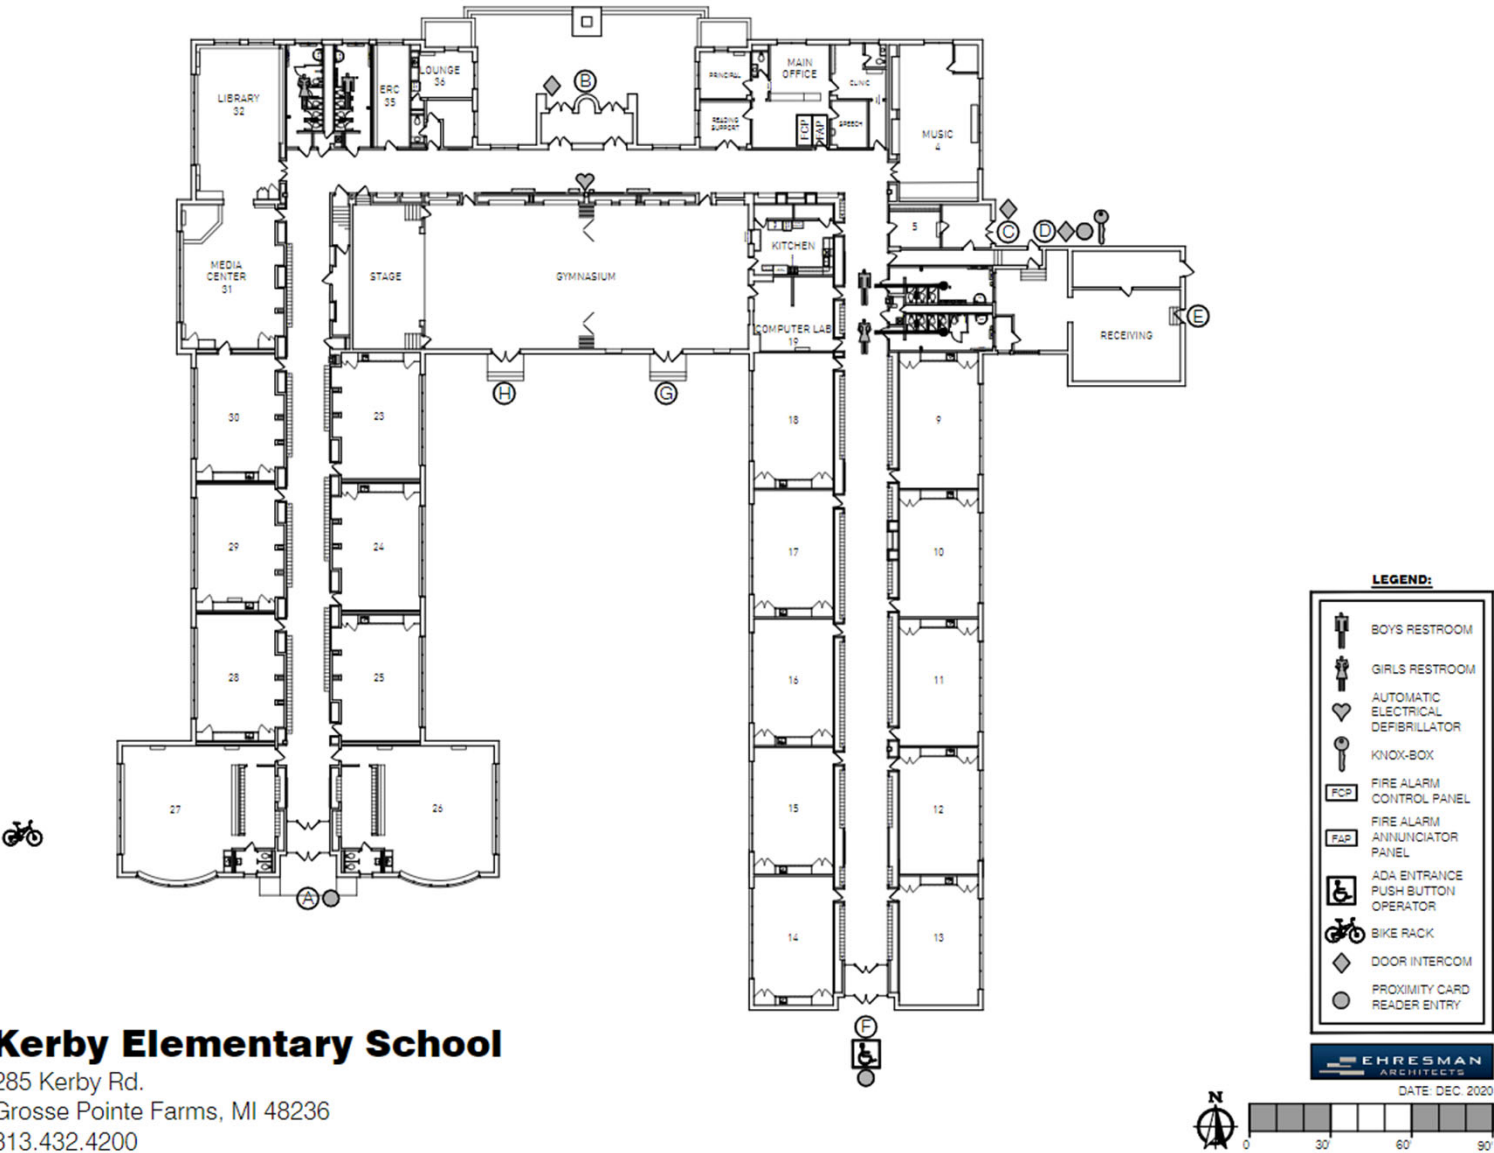 LIBRARY
32
ERC
35
LOUNGE
36
B
PRINCIPAL
READING
SUPPORT
MAIN
OFFICE
FCP
FAP
CLINIC
SPEECH
MUSIC
4
MEDIA
CENTER
31
STAGE
GYMNASIUM
KITCHEN
COMPUTER LAB
19
5
C
D
E
RECEIVING
H
G
30
23
18
9
29
24
17
10
28
25
16
11
27
26
15
12
14
13
A
F
LEGEND:
BOYS RESTROOM
GIRLS RESTROOM
AUTOMATIC
ELECTRICAL
DEFIBRILLATOR
KNOX-BOX
FCP
FIRE ALARM
CONTROL PANEL
FAP
FIRE ALARM
ANNUNCIATOR
PANEL
ADA ENTRANCE
PUSH BUTTON
OPERATOR
BIKE RACK
DOOR INTERCOM
PROXIMITY CARD
READER ENTRY
EHRESMAN
ARCHITECTS
DATE: DEC. 2020
N
0 30' 60' 90'
Kerby Elementary School
285 Kerby Rd.
Grosse Pointe Farms, MI 48236
313.432.4200